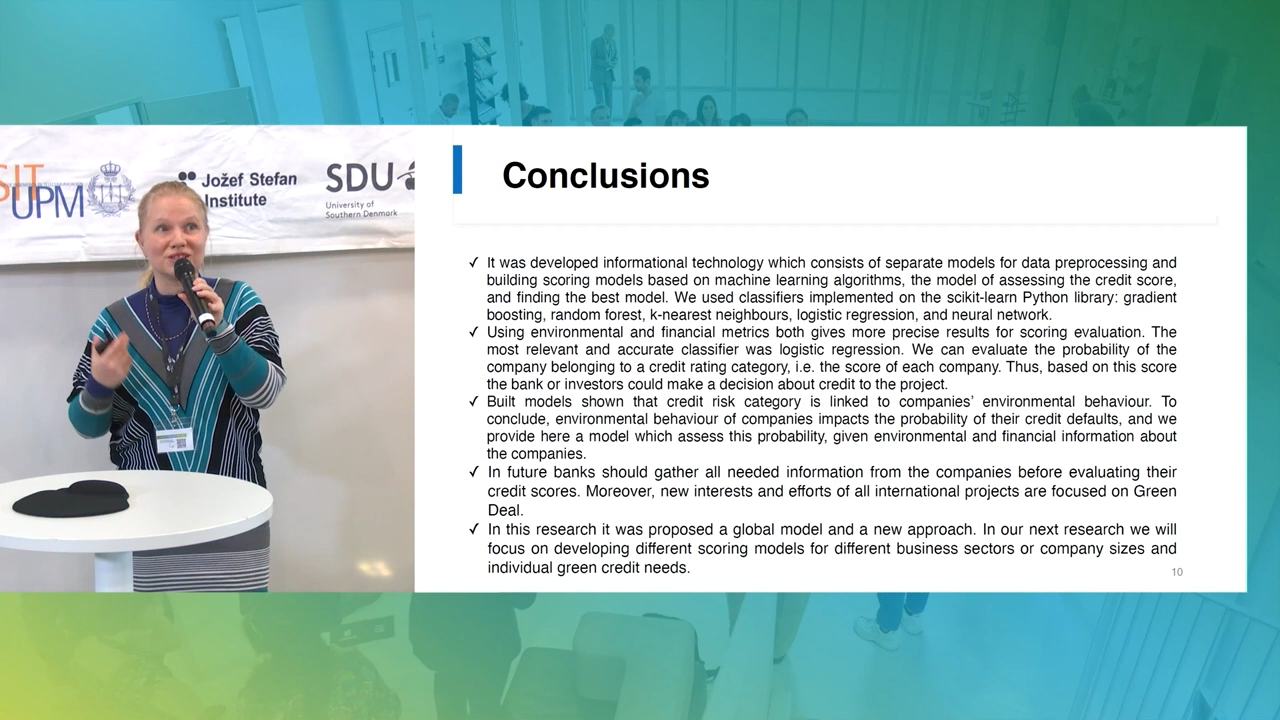 SIT
UPM
Jožef Stefan
Institute
SDU
University of
Southern Denmark
Conclusions
✓ It was developed informational technology which consists of separate models for data preprocessing and
building scoring models based on machine learning algorithms, the model of assessing the credit score,
and finding the best model. We used classifiers implemented on the scikit-learn Python library: gradient
boosting, random forest, k-nearest neighbours, logistic regression, and neural network.
✓ Using environmental and financial metrics both gives more precise results for scoring evaluation. The
most relevant and accurate classifier was logistic regression. We can evaluate the probability of the
company belonging to a credit rating category, i.e. the score of each company. Thus, based on this score
the bank or investors could make a decision about credit to the project.
✓ Built models shown that credit risk category is linked to companies’ environmental behaviour. To
conclude, environmental behaviour of companies impacts the probability of their credit defaults, and we
provide here a model which assess this probability, given environmental and financial information about
the companies.
✓ In future banks should gather all needed information from the companies before evaluating their
credit scores. Moreover, new interests and efforts of all international projects are focused on Green
Deal.
✓ In this research it was proposed a global model and a new approach. In our next research we will
focus on developing different scoring models for different business sectors or company sizes and
individual green credit needs.
10